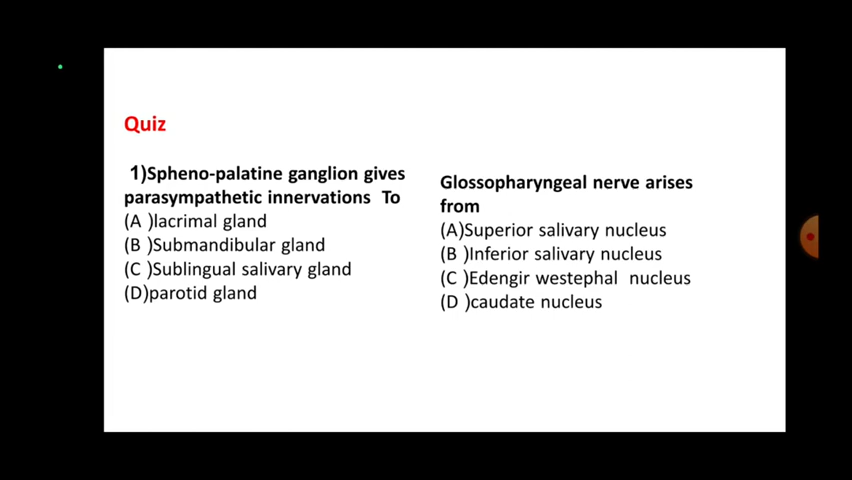 Quiz
1)Spheno-palatine ganglion gives
parasympathetic innervations To
(A )lacrimal gland
(B )Submandibular gland
(C )Sublingual salivary gland
(D)parotid gland
Glossopharyngeal nerve arises
from
(A)Superior salivary nucleus
(B )Inferior salivary nucleus
(C )Edengir westephal nucleus
(D )caudate nucleus